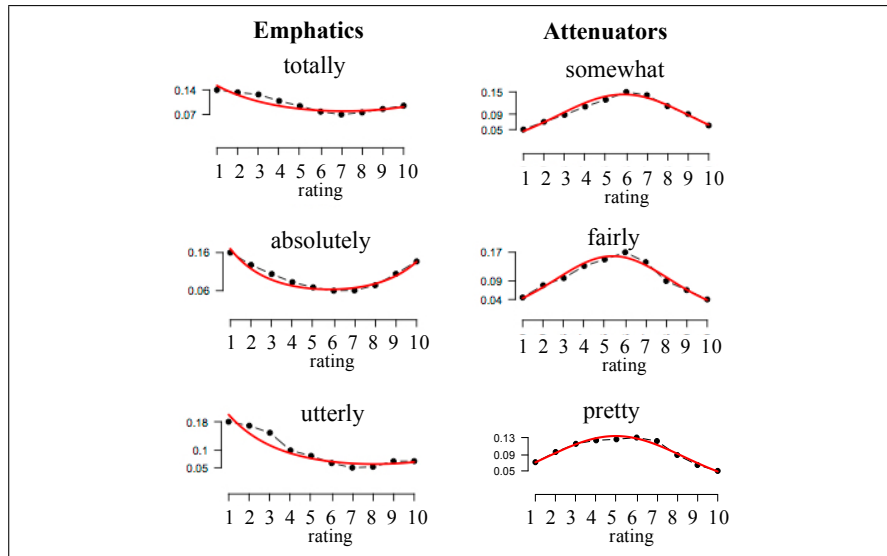 Emphatics
totally
0.14
0.07
1 2 3 4 5 6 7 8 9 10
rating
absolutely
0.16
0.06
1 2 3 4 5 6 7 8 9 10
rating
utterly
0.18
0.1
0.05
1 2 3 4 5 6 7 8 9 10
rating
Attenuators
somewhat
0.15
0.09
0.05
1 2 3 4 5 6 7 8 9 10
rating
fairly
0.17
0.09
0.04
1 2 3 4 5 6 7 8 9 10
rating
pretty
0.13
0.09
0.05
1 2 3 4 5 6 7 8 9 10
rating